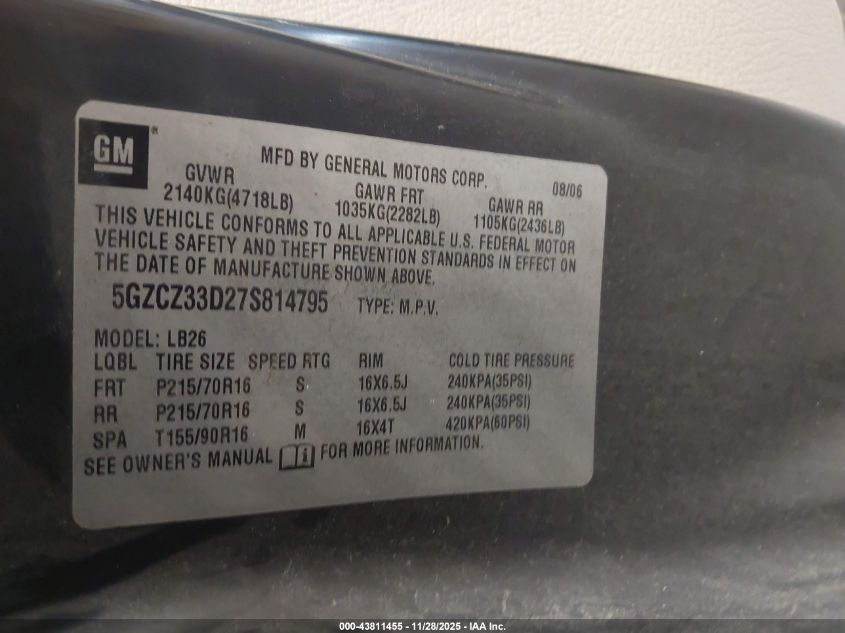 GM®
MFD BY GENERAL MOTORS CORP. 08/06
GVWR GAWR FRT GAWR RR
2140KG(4718LB) 1035KG(2282LB) 1105KG(2436LB)
THIS VEHICLE CONFORMS TO ALL APPLICABLE U.S. FEDERAL MOTOR
VEHICLE SAFETY AND THEFT PREVENTION STANDARDS IN EFFECT ON
THE DATE OF MANUFACTURE SHOWN ABOVE.
5GZCZ33D27S814795 TYPE: M.P.V.
MODEL: LB26
LQBL TIRE SIZE SPEED RTG RIM COLD TIRE PRESSURE
FRT P215/70R16 S 16X6.5J 240KPA(35PSI)
RR P215/70R16 S 16X6.5J 240KPA(35PSI)
SPA T155/90R16 M 16X4T 420KPA(60PSI)
SEE OWNER'S MANUAL i FOR MORE INFORMATION.
000-43811455 - 11/28/2025 - IAA Inc.